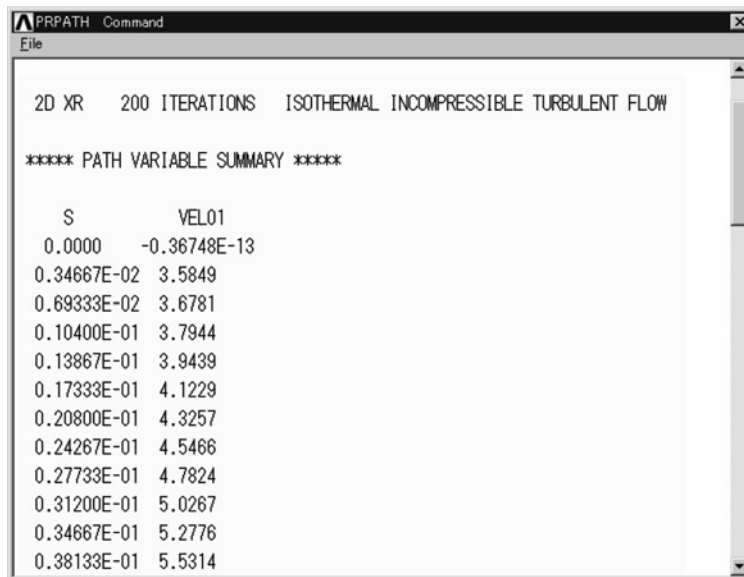 PRPATH Command
File
2D XR 200 ITERATIONS ISOTHERMAL INCOMPRESSIBLE TURBULENT FLOW
***** PATH VARIABLE SUMMARY *****
S VEL01
0.0000 -0.36748E-13
0.34667E-02 3.5849
0.69333E-02 3.6781
0.10400E-01 3.7944
0.13867E-01 3.9439
0.17333E-01 4.1229
0.20800E-01 4.3257
0.24267E-01 4.5466
0.27733E-01 4.7824
0.31200E-01 5.0267
0.34667E-01 5.2776
0.38133E-01 5.5314